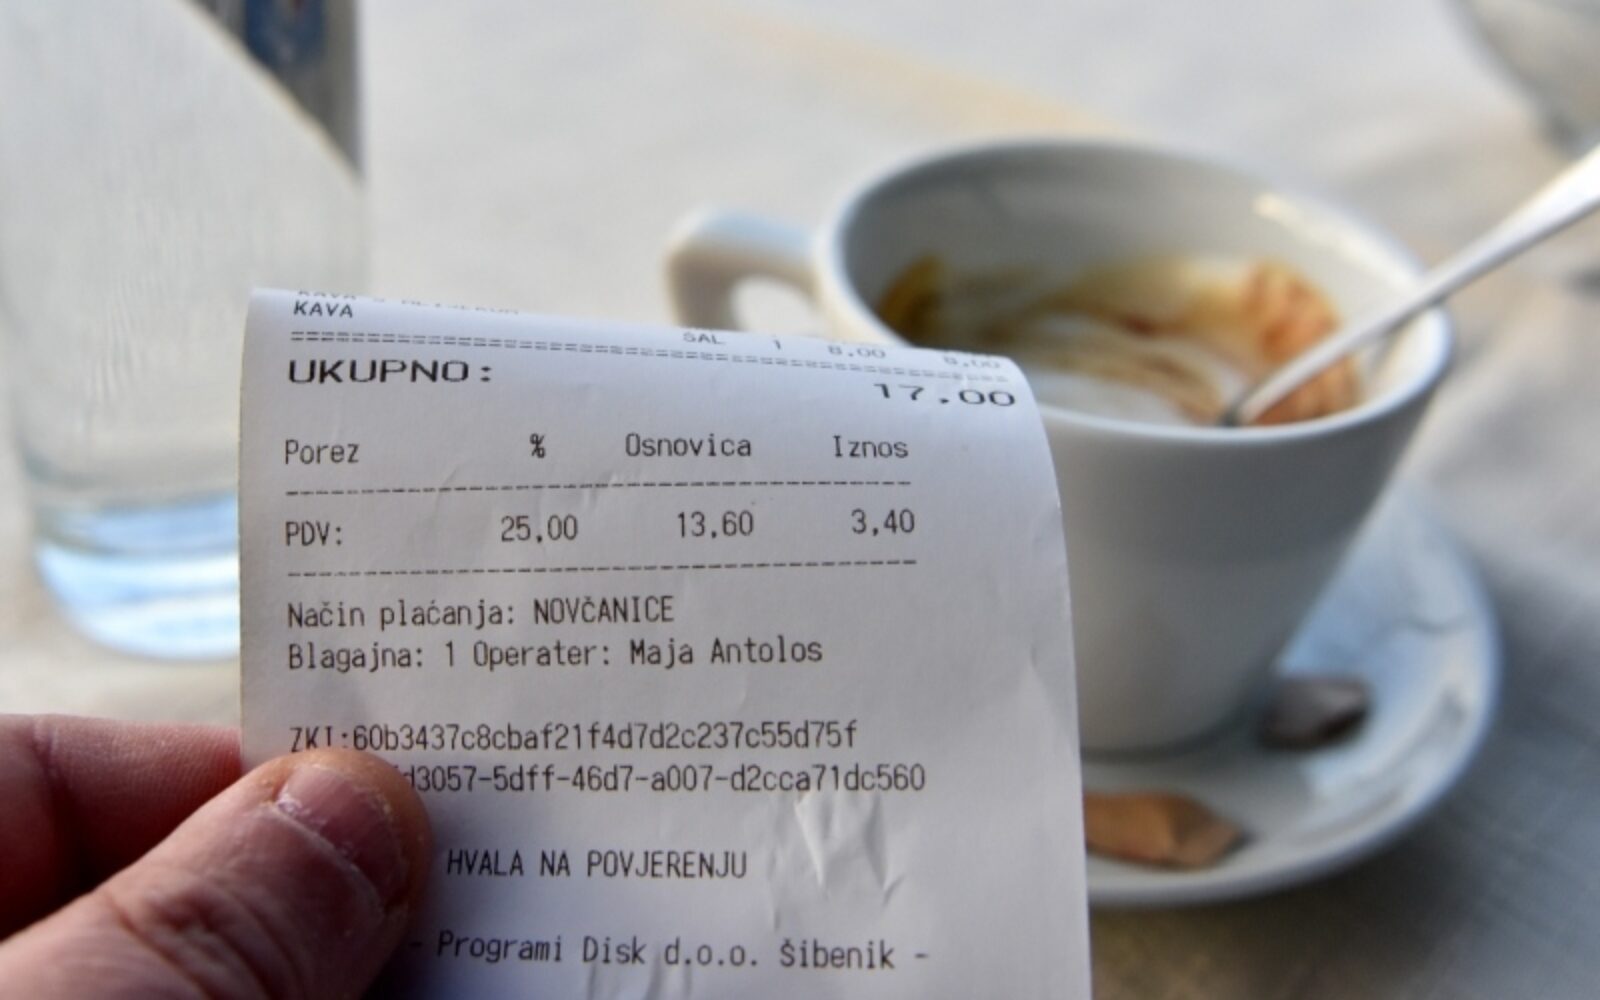 KAVA
SAL 1 8,00 8,00
UKUPNO: 17.00
Porez % Osnovica Iznos
PDV: 25,00 13,60 3,40
Način plaćanja: NOVČANICE
Blagajna: 1 Operater: Maja Antolos
ZKI:60b3437c8cbaf21f4d7d2c237c55d75f
d3057-5dff-46d7-a007-d2cca71dc560
HVALA NA POVJERENJU
- Programi Disk d.o.o. Šibenik -